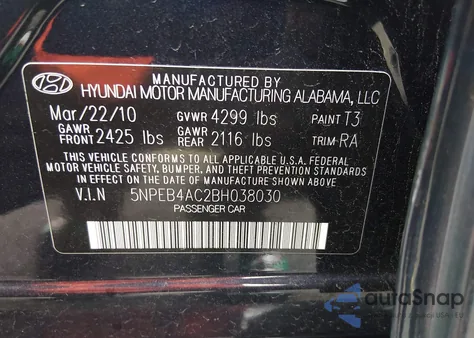 MANUFACTURED BY
HYUNDAI MOTOR MANUFACTURING ALABAMA, LLC
Mar/22/10 GVWR 4299 lbs PAINT T3
GAWR FRONT 2425 lbs GAWR REAR 2116 lbs TRIM-RA
THIS VEHICLE CONFORMS TO ALL APPLICABLE U.S.A. FEDERAL
MOTOR VEHICLE SAFETY, BUMPER, AND THEFT PREVENTION
STANDARDS IN EFFECT ON THE DATE OF MANUFACTURE SHOWN ABOVE.
V.I.N 5NPEB4AC2BH038030
PASSENGER CAR
autoSnap